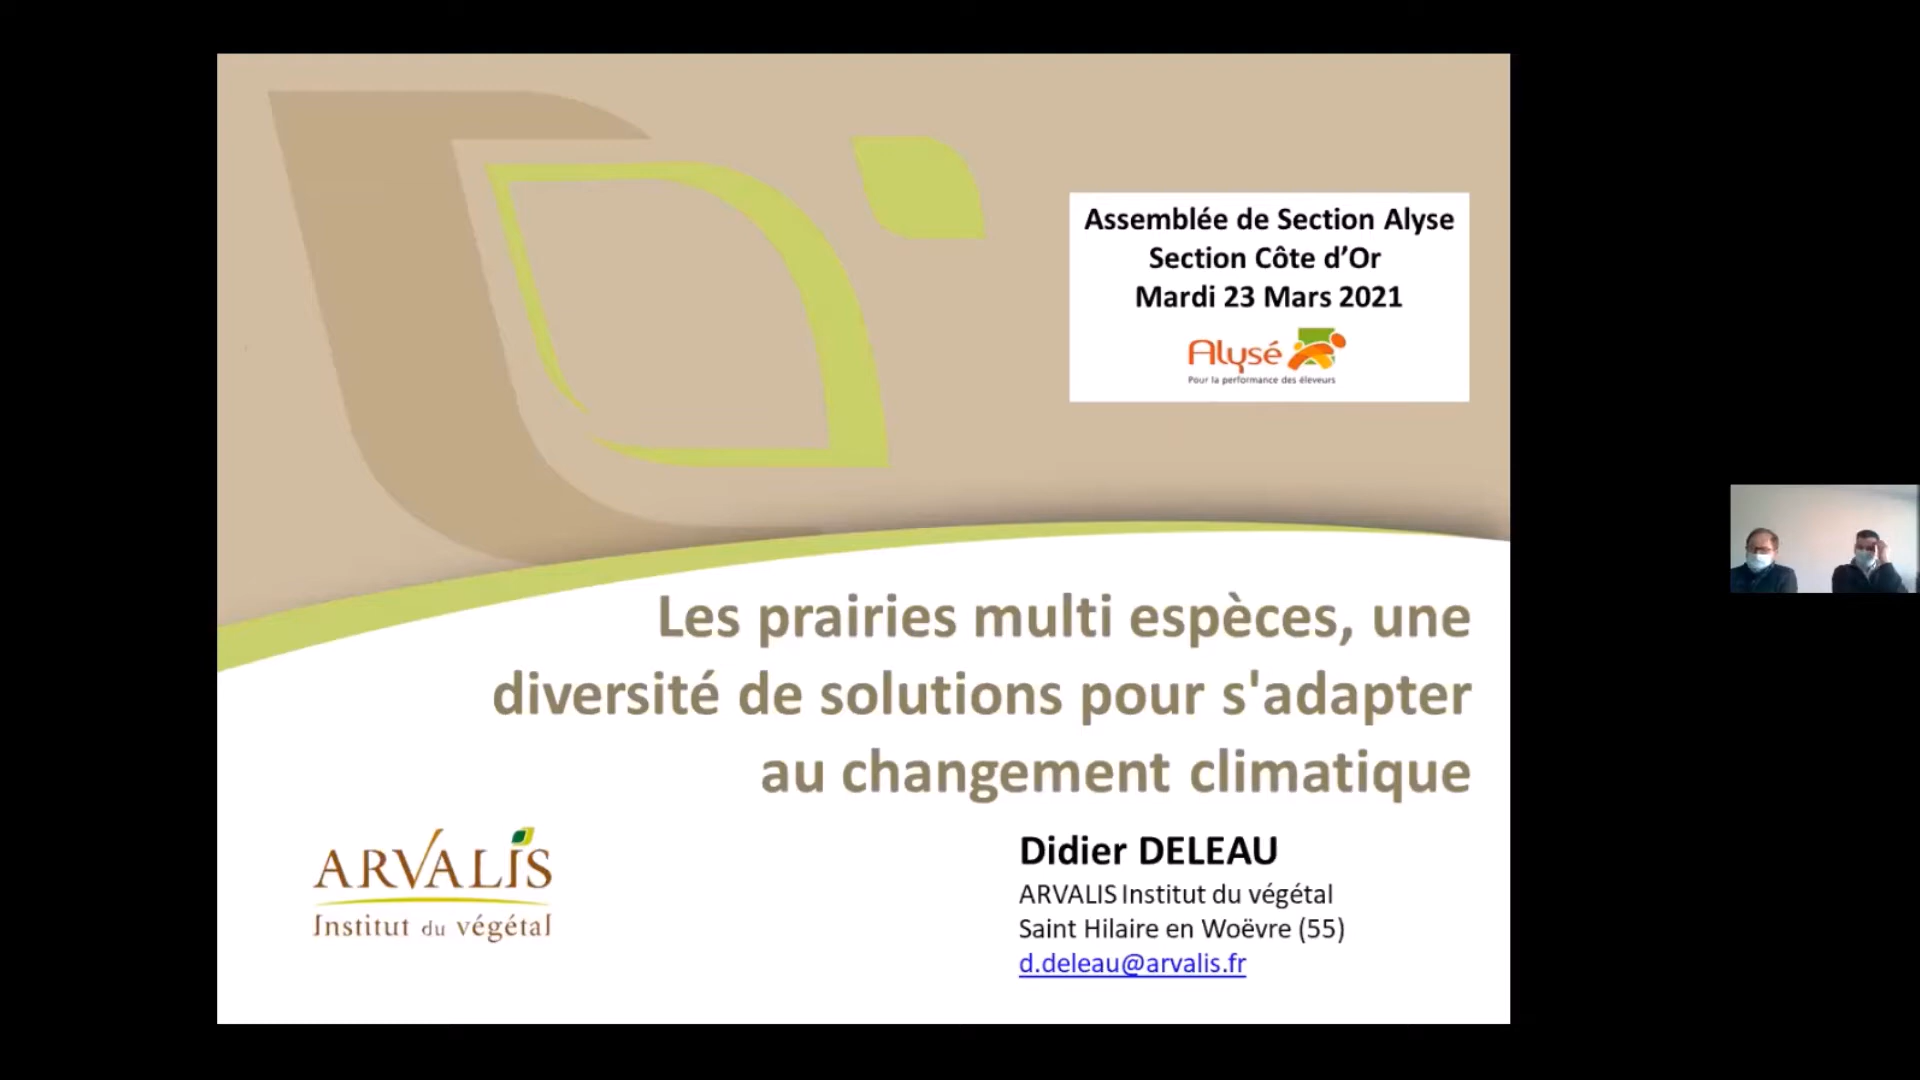 Assemblée de Section Alyse
Section Côte d’Or
Mardi 23 Mars 2021
Alysé
Pour la performance des éleveurs
Les prairies multi espèces, une
diversité de solutions pour s'adapter
au changement climatique
Didier DELEAU
ARVALIS Institut du végétal
Saint Hilaire en Woëvre (55)
d.deleau@arvalis.fr
ARVALIS
Institut du végétal